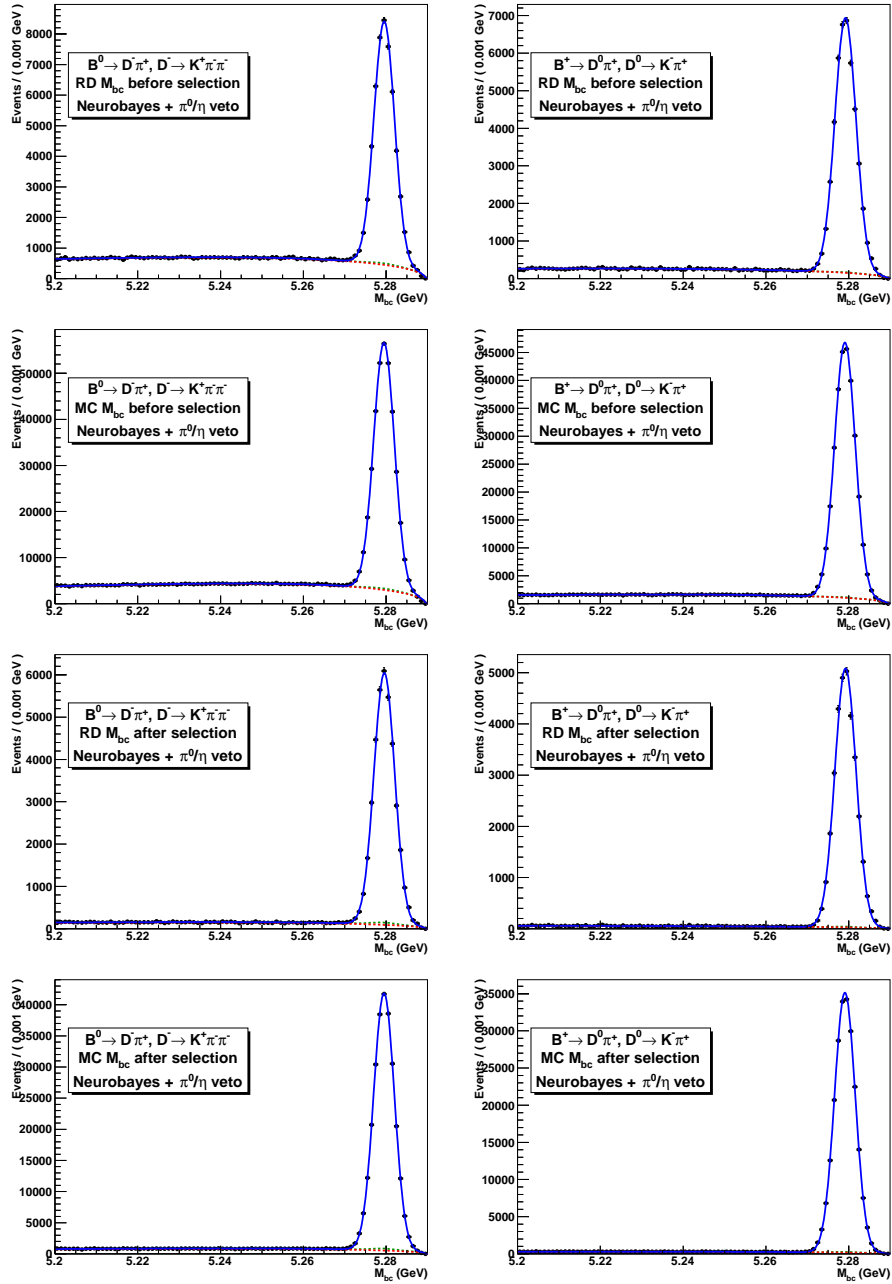 Events / ( 0.001 GeV )
8000
7000
6000
5000
4000
3000
2000
1000
0
B⁰→ D⁻π⁺, D⁻→ K⁺π⁻π⁻
RD M_bc before selection
Neurobayes + π⁰/η veto
5.2 5.22 5.24 5.26 5.28
M_bc (GeV)
Events / ( 0.001 GeV )
7000
6000
5000
4000
3000
2000
1000
0
B⁺→ D⁰π⁺, D⁰→ K⁻π⁺
RD M_bc before selection
Neurobayes + π⁰/η veto
5.2 5.22 5.24 5.26 5.28
M_bc (GeV)
Events / ( 0.001 GeV )
50000
40000
30000
20000
10000
0
B⁰→ D⁻π⁺, D⁻→ K⁺π⁻π⁻
MC M_bc before selection
Neurobayes + π⁰/η veto
5.2 5.22 5.24 5.26 5.28
M_bc (GeV)
Events / ( 0.001 GeV )
45000
40000
35000
30000
25000
20000
15000
10000
5000
0
B⁺→ D⁰π⁺, D⁰→ K⁻π⁺
MC M_bc before selection
Neurobayes + π⁰/η veto
5.2 5.22 5.24 5.26 5.28
M_bc (GeV)
Events / ( 0.001 GeV )
6000
5000
4000
3000
2000
1000
0
B⁰→ D⁻π⁺, D⁻→ K⁺π⁻π⁻
RD M_bc after selection
Neurobayes + π⁰/η veto
5.2 5.22 5.24 5.26 5.28
M_bc (GeV)
Events / ( 0.001 GeV )
5000
4000
3000
2000
1000
0
B⁺→ D⁰π⁺, D⁰→ K⁻π⁺
RD M_bc after selection
Neurobayes + π⁰/η veto
5.2 5.22 5.24 5.26 5.28
M_bc (GeV)
Events / ( 0.001 GeV )
40000
35000
30000
25000
20000
15000
10000
5000
0
B⁰→ D⁻π⁺, D⁻→ K⁺π⁻π⁻
MC M_bc after selection
Neurobayes + π⁰/η veto
5.2 5.22 5.24 5.26 5.28
M_bc (GeV)
Events / ( 0.001 GeV )
35000
30000
25000
20000
15000
10000
5000
0
B⁺→ D⁰π⁺, D⁰→ K⁻π⁺
MC M_bc after selection
Neurobayes + π⁰/η veto
5.2 5.22 5.24 5.26 5.28
M_bc (GeV)